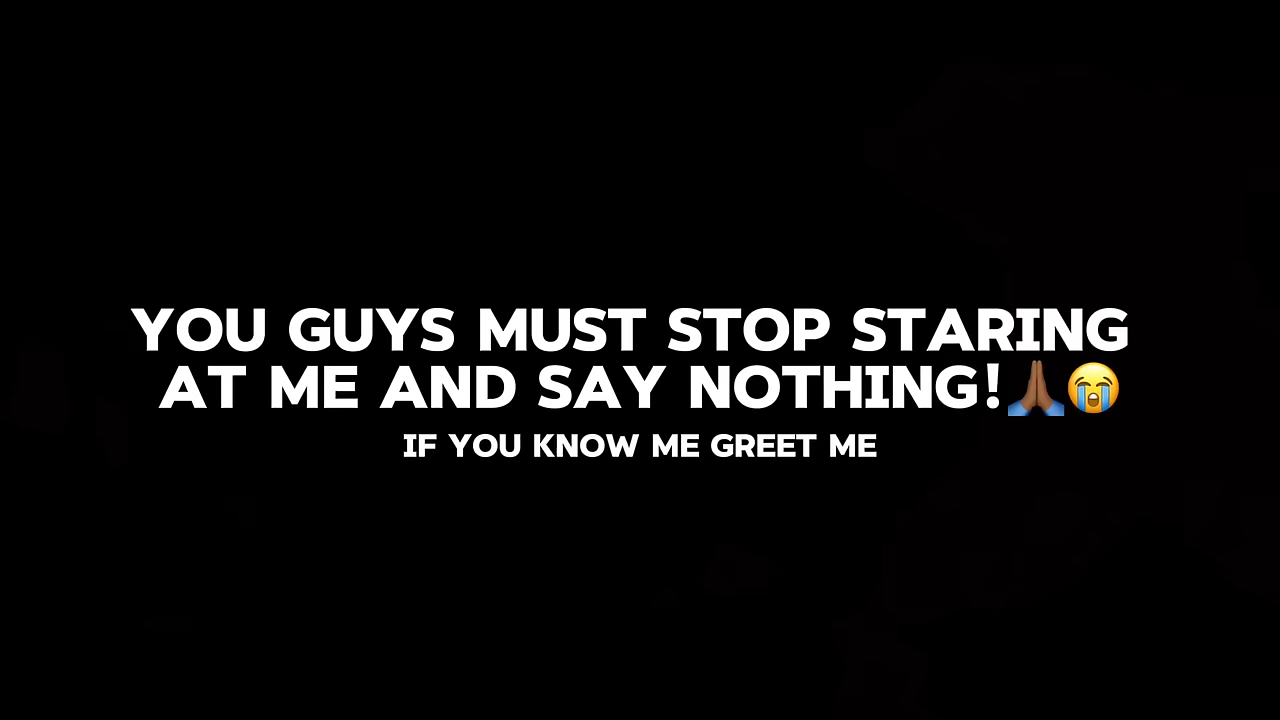 YOU GUYS MUST STOP STARING
AT ME AND SAY NOTHING!🙏🏾😭
IF YOU KNOW ME GREET ME